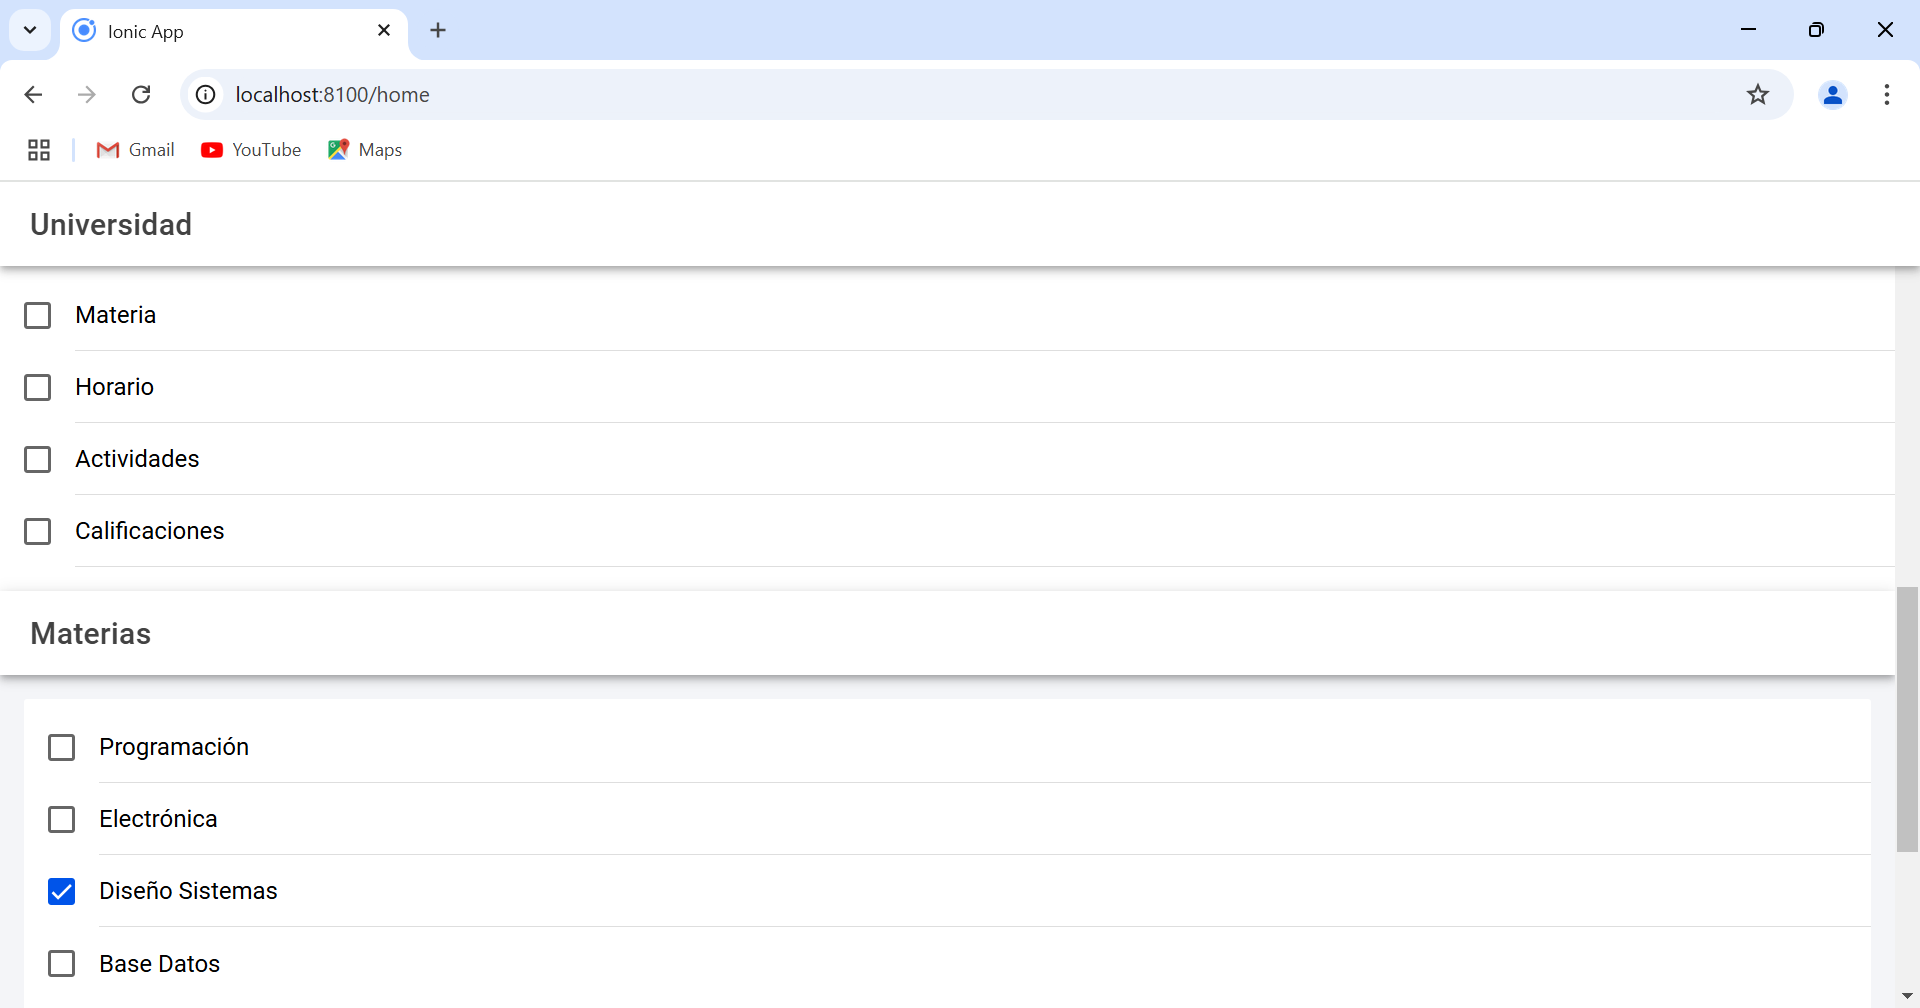 Ionic App
localhost:8100/home
Gmail YouTube Maps
Universidad
Materia
Horario
Actividades
Calificaciones
Materias
Programación
Electrónica
Diseño Sistemas
Base Datos